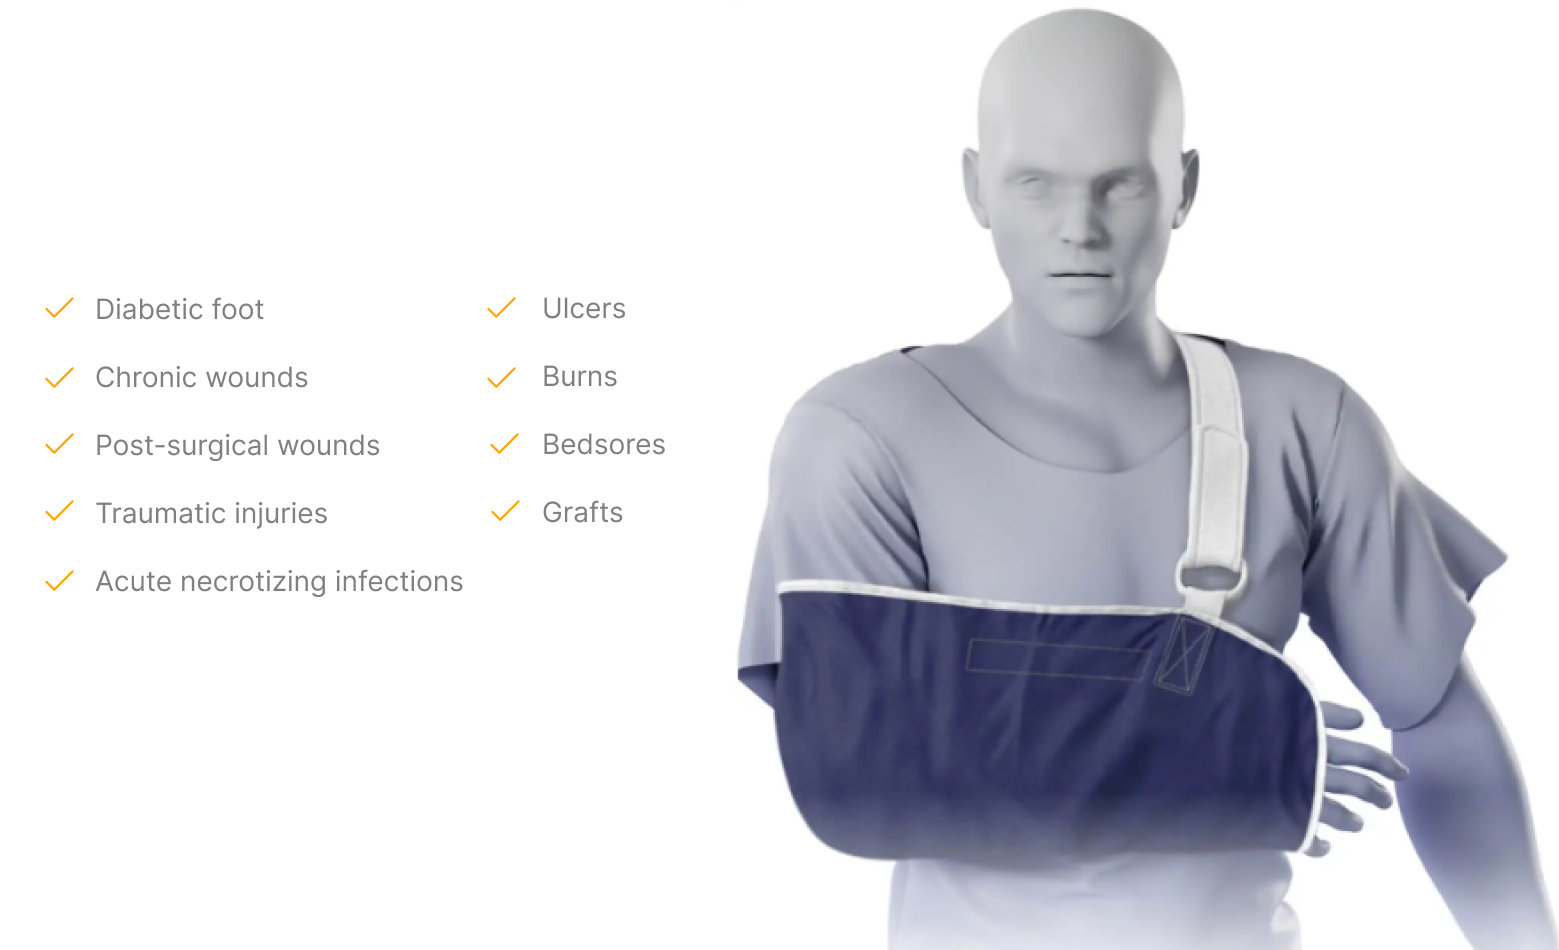 Diabetic foot
Chronic wounds
Post-surgical wounds
Traumatic injuries
Acute necrotizing infections
Ulcers
Burns
Bedsores
Grafts